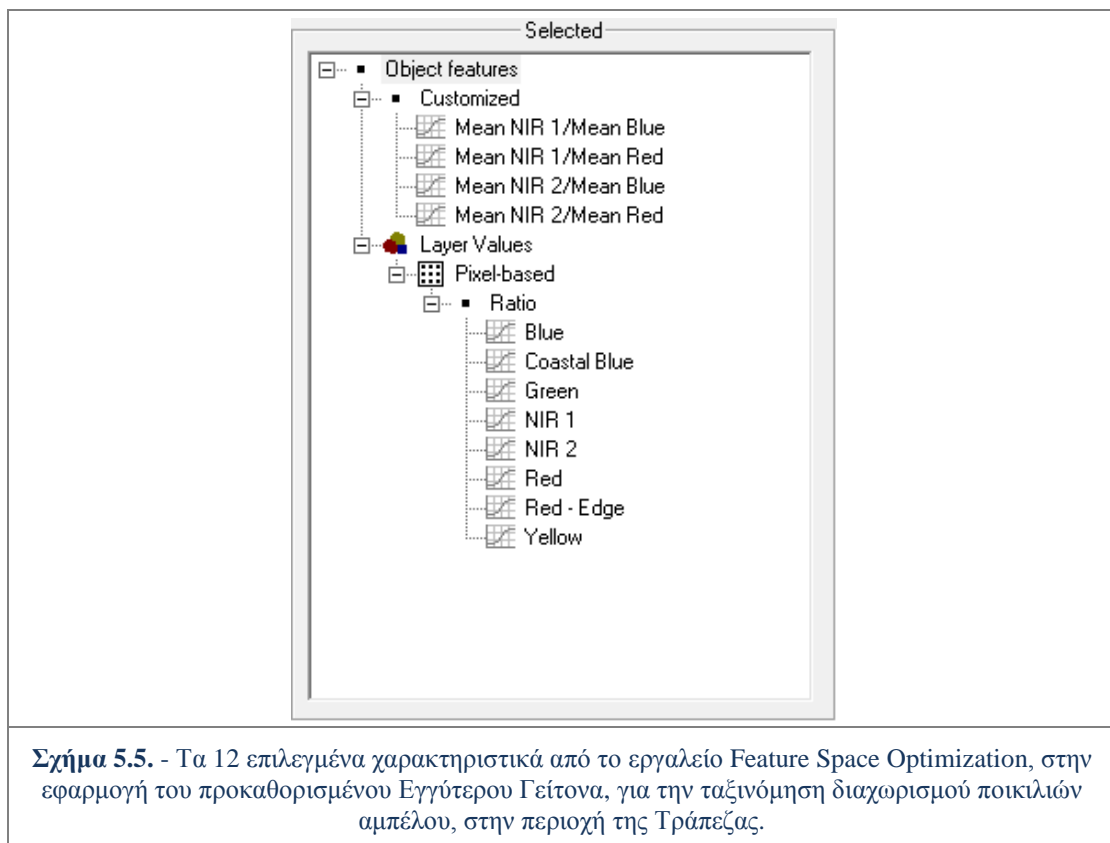 Selected
Object features
Customized
Mean NIR 1/Mean Blue
Mean NIR 1/Mean Red
Mean NIR 2/Mean Blue
Mean NIR 2/Mean Red
Layer Values
Pixel-based
Ratio
Blue
Coastal Blue
Green
NIR 1
NIR 2
Red
Red - Edge
Yellow
Σχήμα 5.5. - Τα 12 επιλεγμένα χαρακτηριστικά από το εργαλείο Feature Space Optimization, στην
εφαρμογή του προκαθορισμένου Εγγύτερου Γείτονα, για την ταξινόμηση διαχωρισμού ποικιλιών
αμπέλου, στην περιοχή της Τράπεζας.